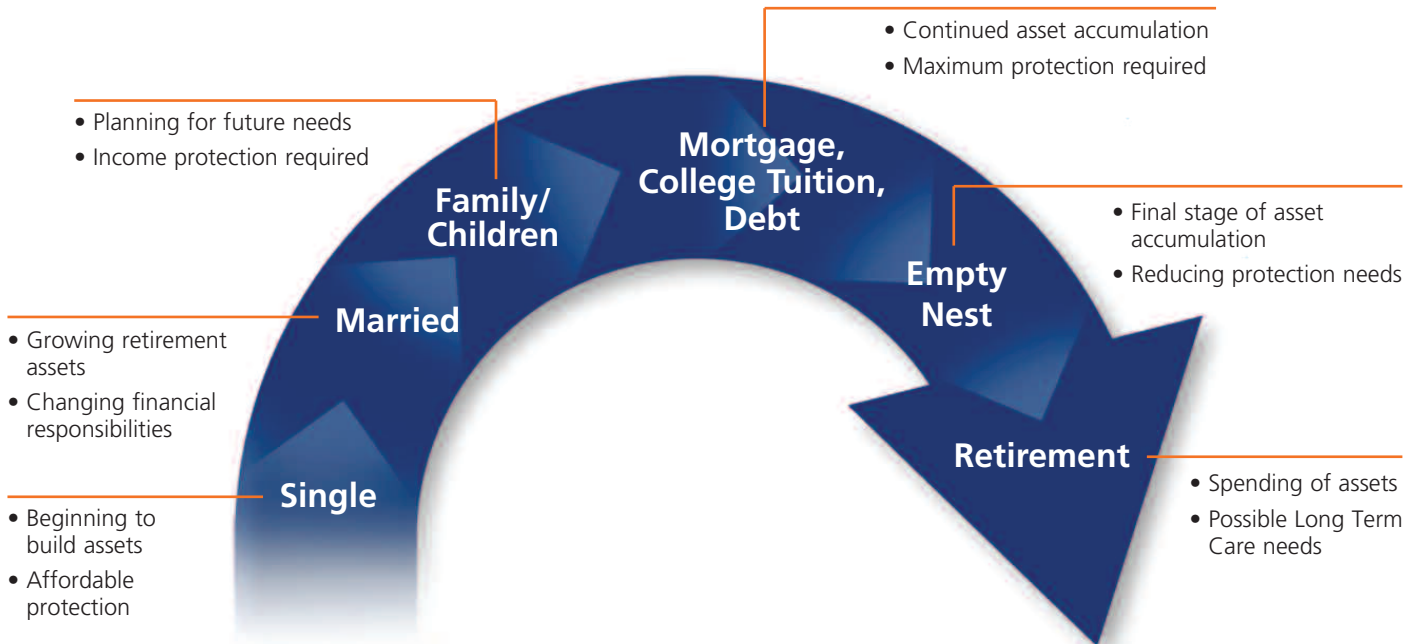 Single
• Beginning to
build assets
• Affordable
protection
Married
• Growing retirement
assets
• Changing financial
responsibilities
Family/
Children
• Planning for future needs
• Income protection required
Mortgage,
College Tuition,
Debt
• Continued asset accumulation
• Maximum protection required
Empty
Nest
• Final stage of asset
accumulation
• Reducing protection needs
Retirement
• Spending of assets
• Possible Long Term
Care needs